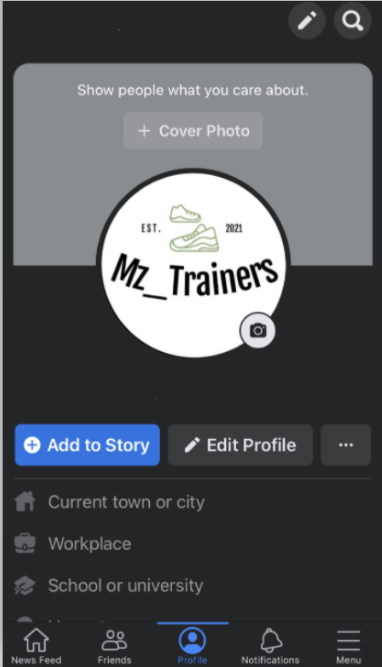 Show people what you care about.
+ Cover Photo
EST. 2021
Mz_Trainers
Add to Story
Edit Profile
...
Current town or city
Workplace
School or university
News Feed Friends Profile Notifications Menu